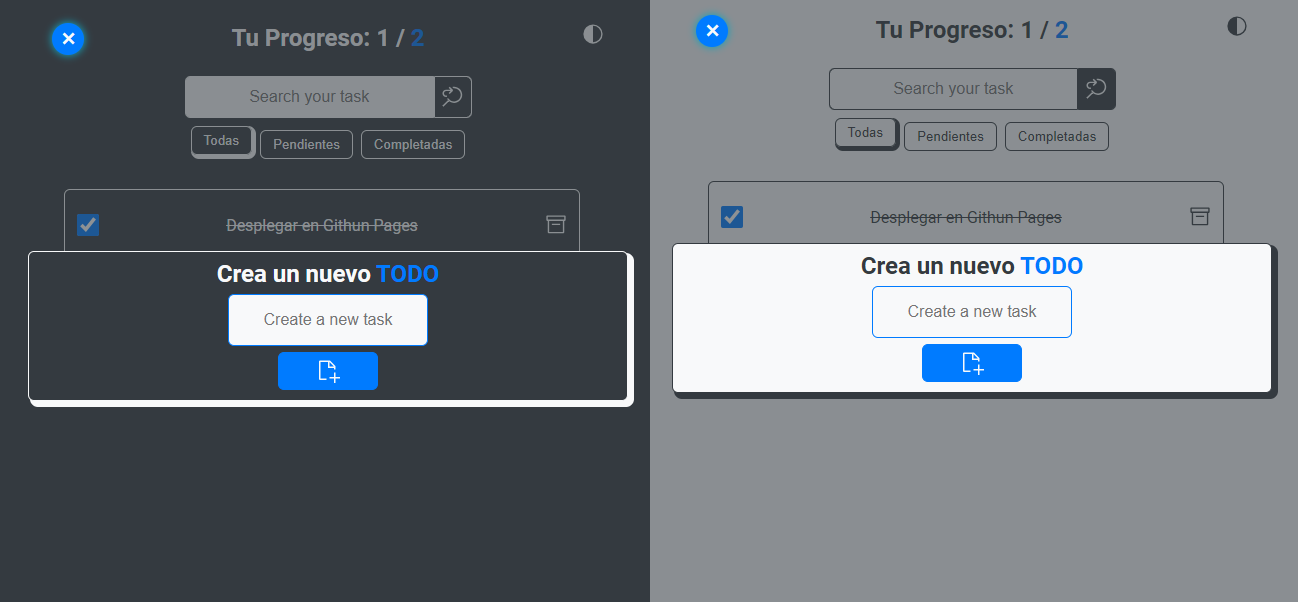 Tu Progreso: 1 / 2
Search your task
Todas
Pendientes
Completadas
Desplegar en Githun Pages
Crea un nuevo TODO
Create a new task
Tu Progreso: 1 / 2
Search your task
Todas
Pendientes
Completadas
Desplegar en Githun Pages
Crea un nuevo TODO
Create a new task